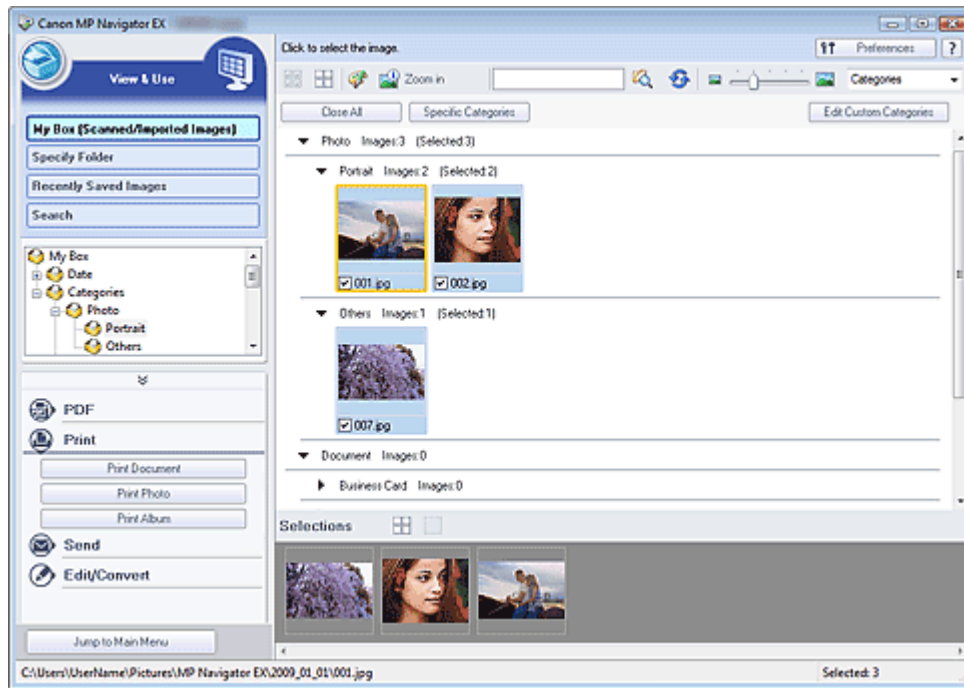 Canon MP Navigator EX
View & Use
My Box (Scanned/Imported Images)
Specify Folder
Recently Saved Images
Search
My Box
Date
Categories
Photo
Portrait
Others
PDF
Print
Print Document
Print Photo
Print Album
Send
Edit/Convert
Jump to Main Menu
Click to select the image.
Preferences ?
Zoom in
Categories
Close All Specific Categories Edit Custom Categories
Photo Images:3 (Selected:3)
Portrait Images:2 (Selected:2)
001.jpg 002.jpg
Others Images:1 (Selected:1)
007.jpg
Document Images:0
Business Card Images:0
Selections
C:\Users\UserName\Pictures\MP Navigator EX\2009_01_01\001.jpg Selected: 3